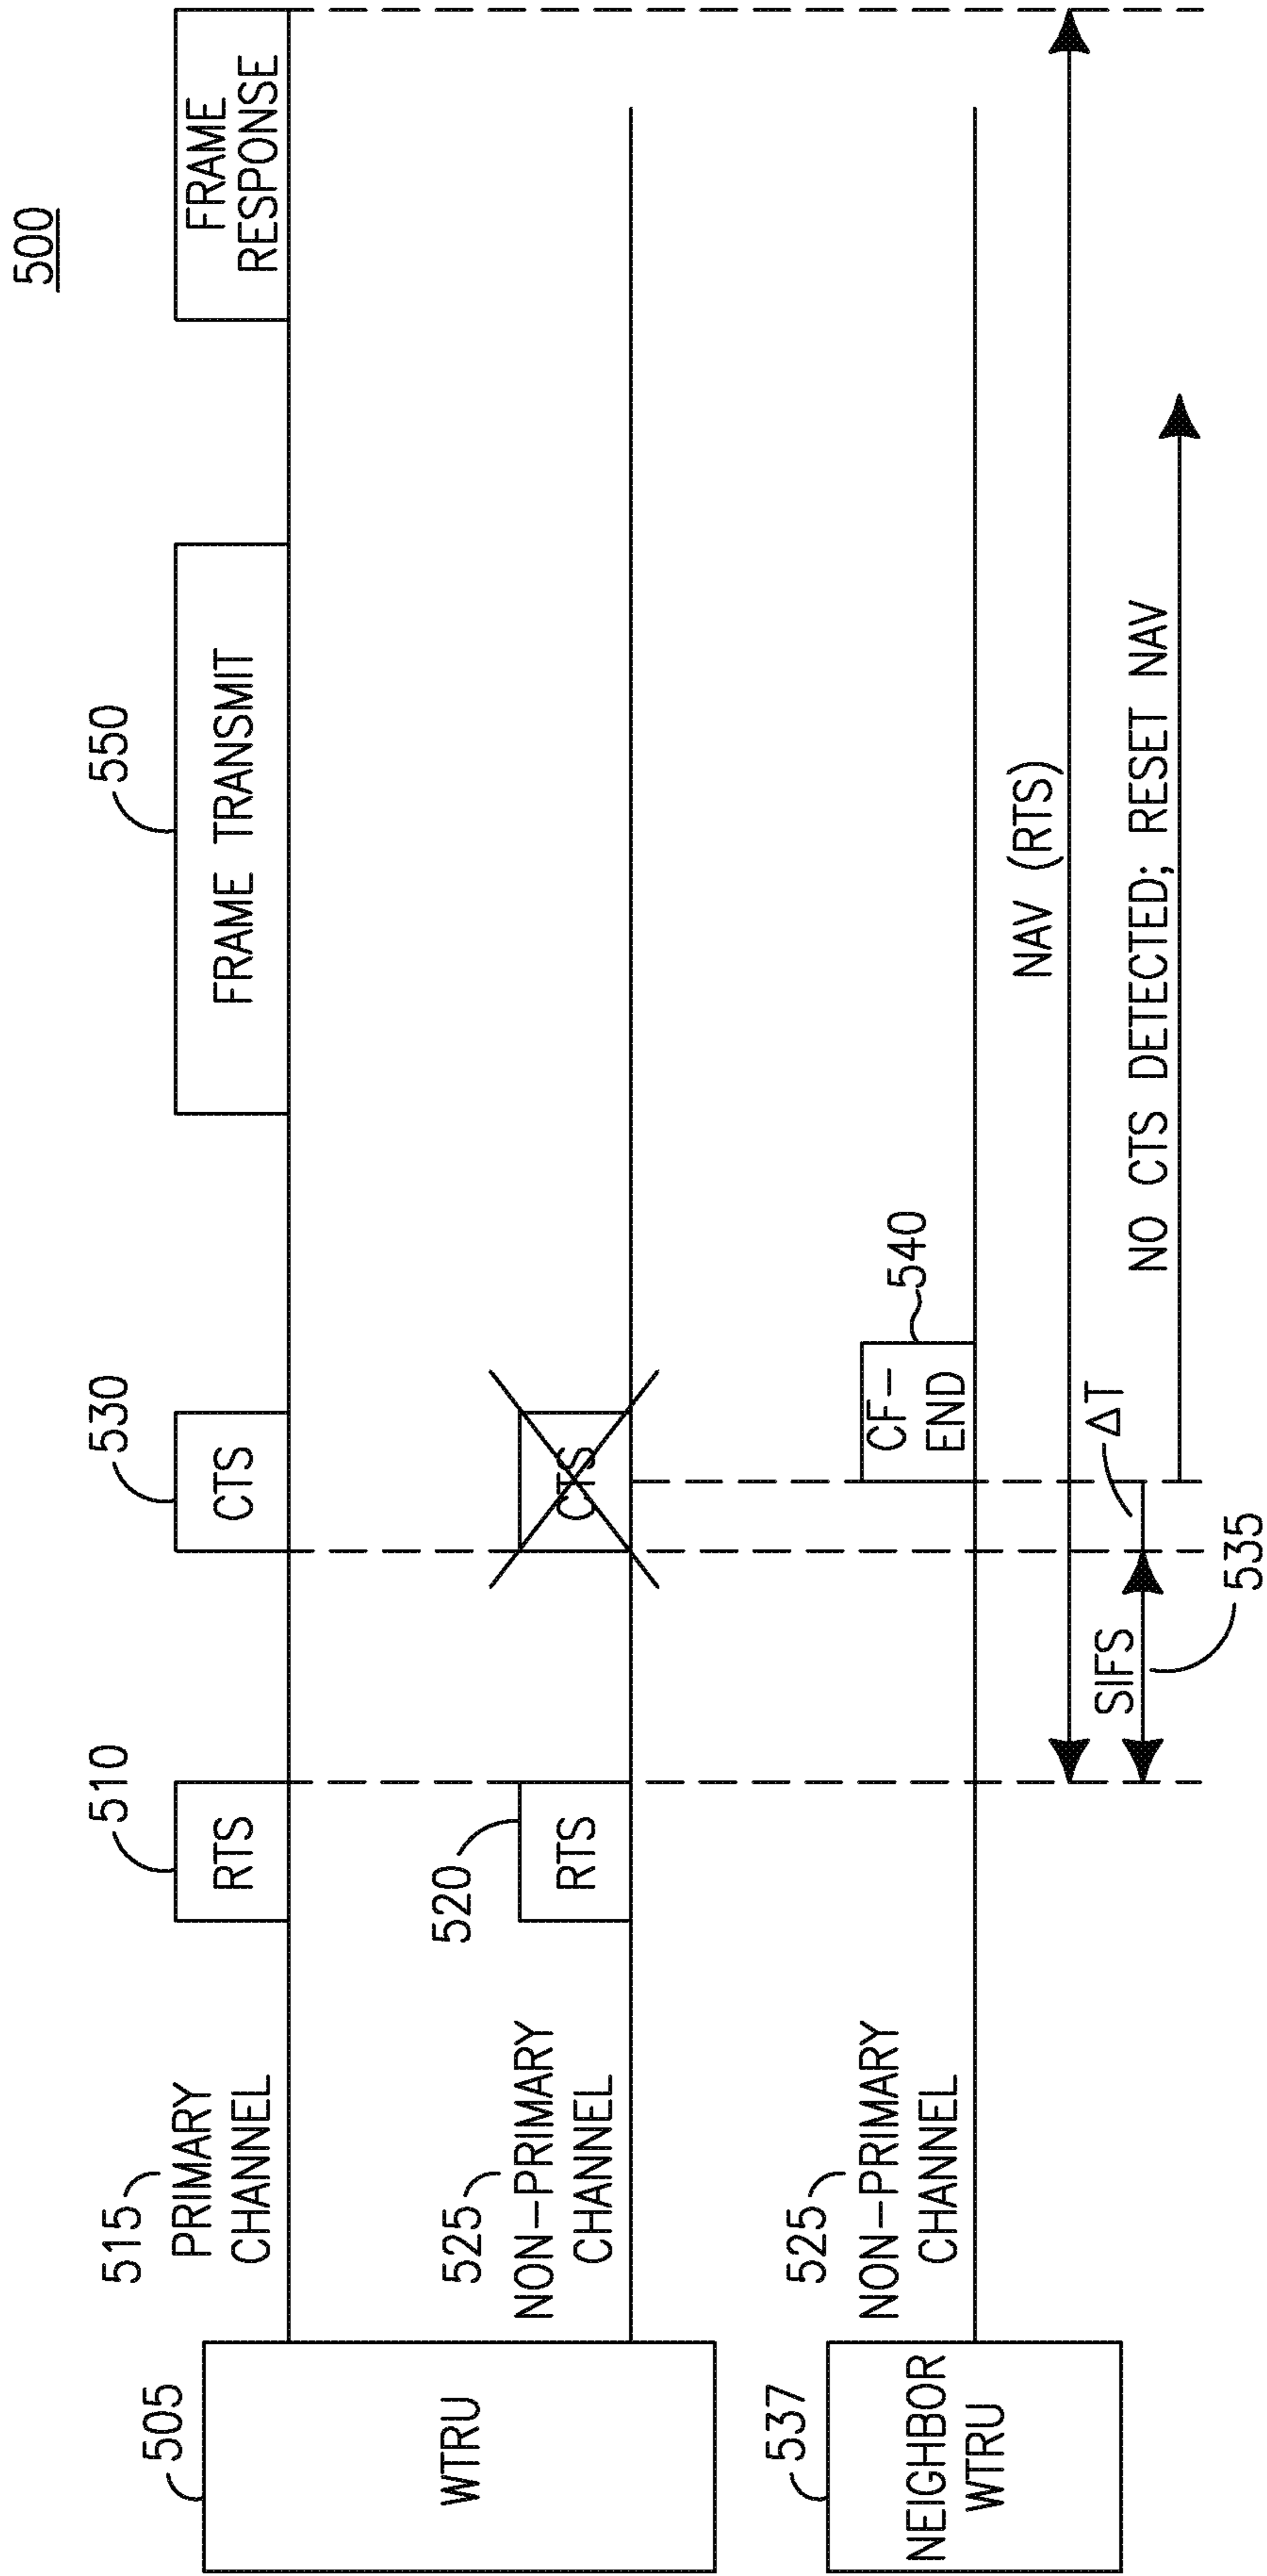 500
505
WTRU
515
PRIMARY
CHANNEL
510
RTS
530
CTS
550
FRAME TRANSMIT
FRAME
RESPONSE
525
NON-PRIMARY
CHANNEL
520
RTS
CTS
537
NEIGHBOR
WTRU
525
NON-PRIMARY
CHANNEL
CF-
END
540
NAV (RTS)
SIFS
ΔT
535
NO CTS DETECTED; RESET NAV